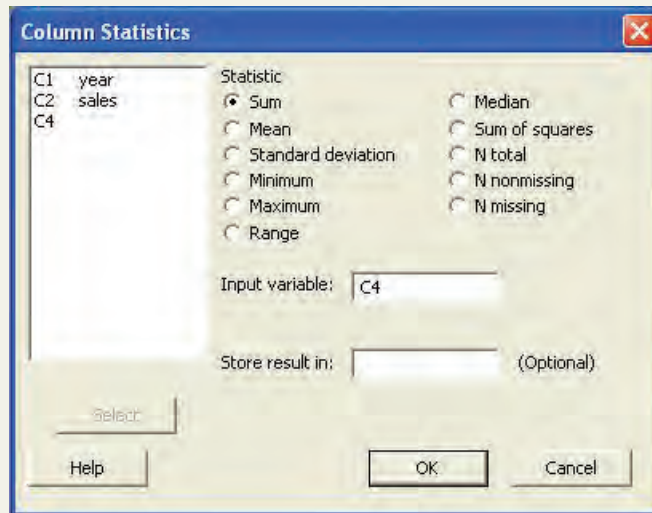 Column Statistics
C1 year
C2 sales
C4
Statistic
Sum
Mean
Standard deviation
Minimum
Maximum
Range
Median
Sum of squares
N total
N nonmissing
N missing
Input variable: C4
Store result in: (Optional)
Select
Help
OK
Cancel